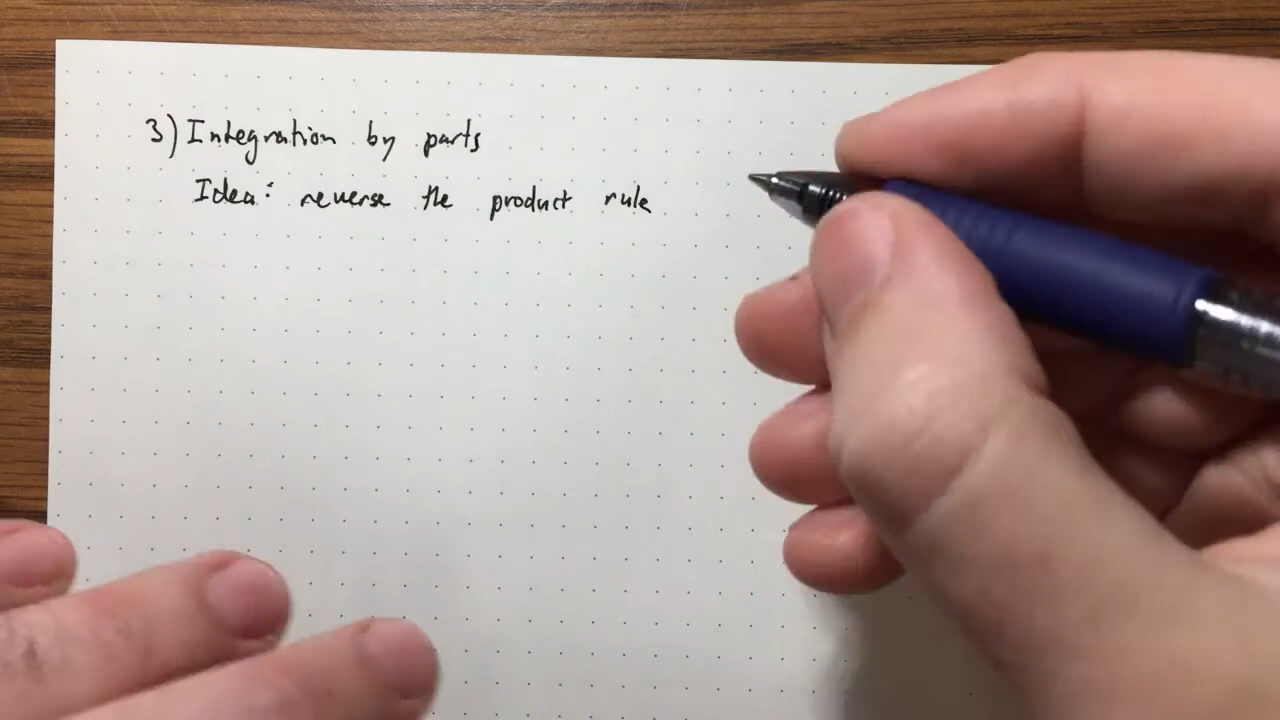 3) Integration by parts
Idea: reverse the product rule